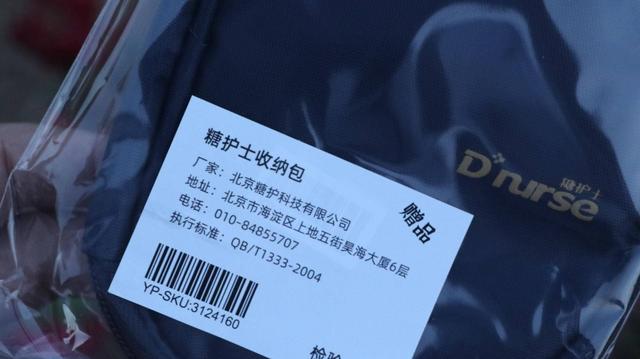 糖护士收纳包
赠品
厂家：北京糖护科技有限公司
地址：北京市海淀区上地五街昊海大厦6层
电话：010-84855707
执行标准：QB/T1333-2004
YP-SKU:3124160
检验
糖护士
D'nurse